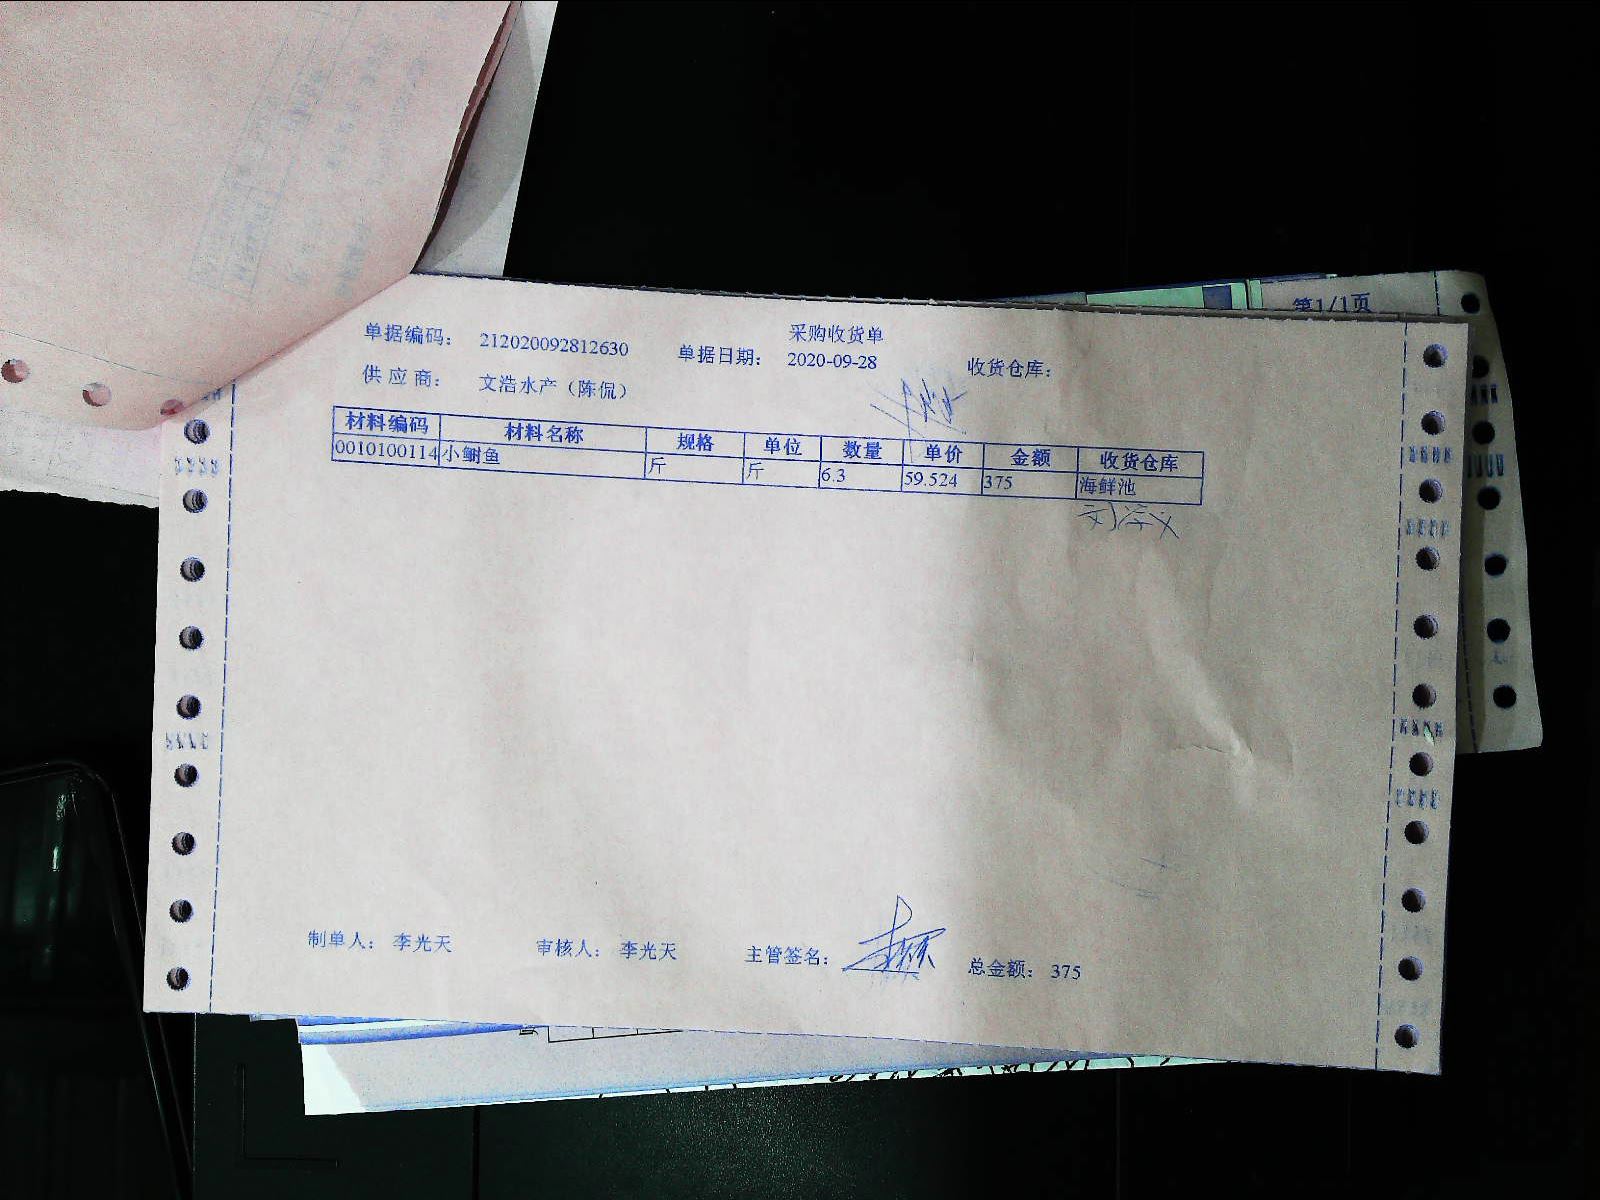 第1/1页
采购收货单
单据编码： 212020092812630 单据日期： 2020-09-28 收货仓库：
供应商： 文浩水产（陈侃）
材料编码 材料名称 规格 单位 数量 单价 金额 收货仓库
0010100114 小鲥鱼 斤 斤 6.3 59.524 375 海鲜池
制单人： 李光天 审核人： 李光天 主管签名： 总金额： 375